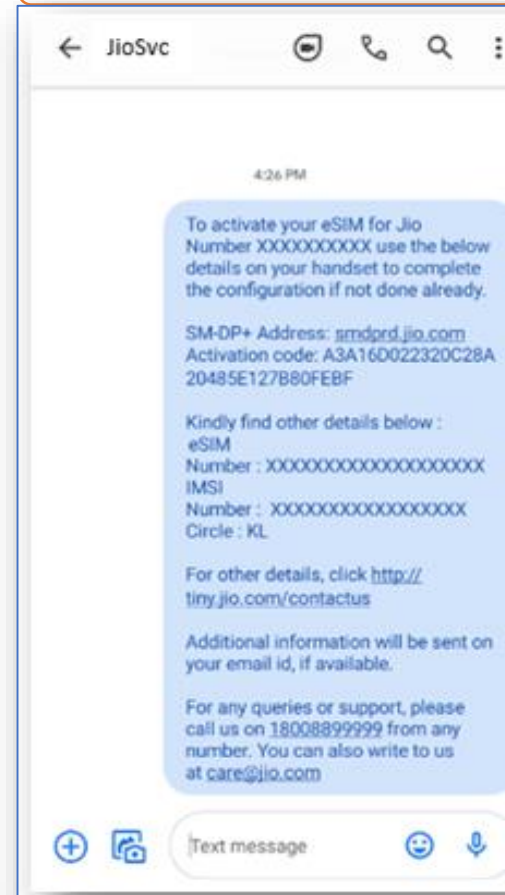 JioSvc
4:26 PM
To activate your eSIM for Jio
Number XXXXXXXXXX use the below
details on your handset to complete
the configuration if not done already.
SM-DP+ Address: smdprd.jio.com
Activation code: A3A16D022320C28A
20485E127B80FEBF
Kindly find other details below :
eSIM
Number : XXXXXXXXXXXXXXXXXXX
IMSI
Number : XXXXXXXXXXXXXXXXX
Circle : KL
For other details, click http://
tiny.jio.com/contactus
Additional information will be sent on
your email id, if available.
For any queries or support, please
call us on 18008899999 from any
number. You can also write to us
at care@jio.com
Text message